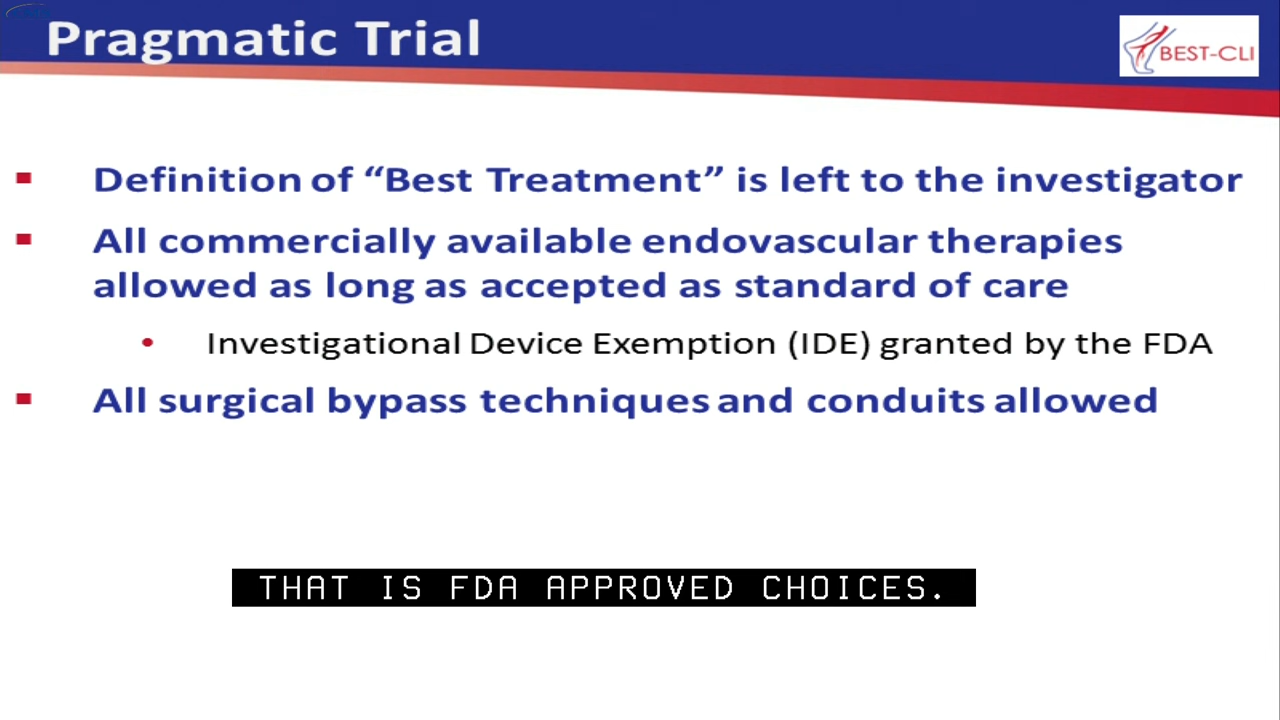 Pragmatic Trial
BEST-CLI
Definition of “Best Treatment” is left to the investigator
All commercially available endovascular therapies
allowed as long as accepted as standard of care
Investigational Device Exemption (IDE) granted by the FDA
All surgical bypass techniques and conduits allowed
THAT IS FDA APPROVED CHOICES.